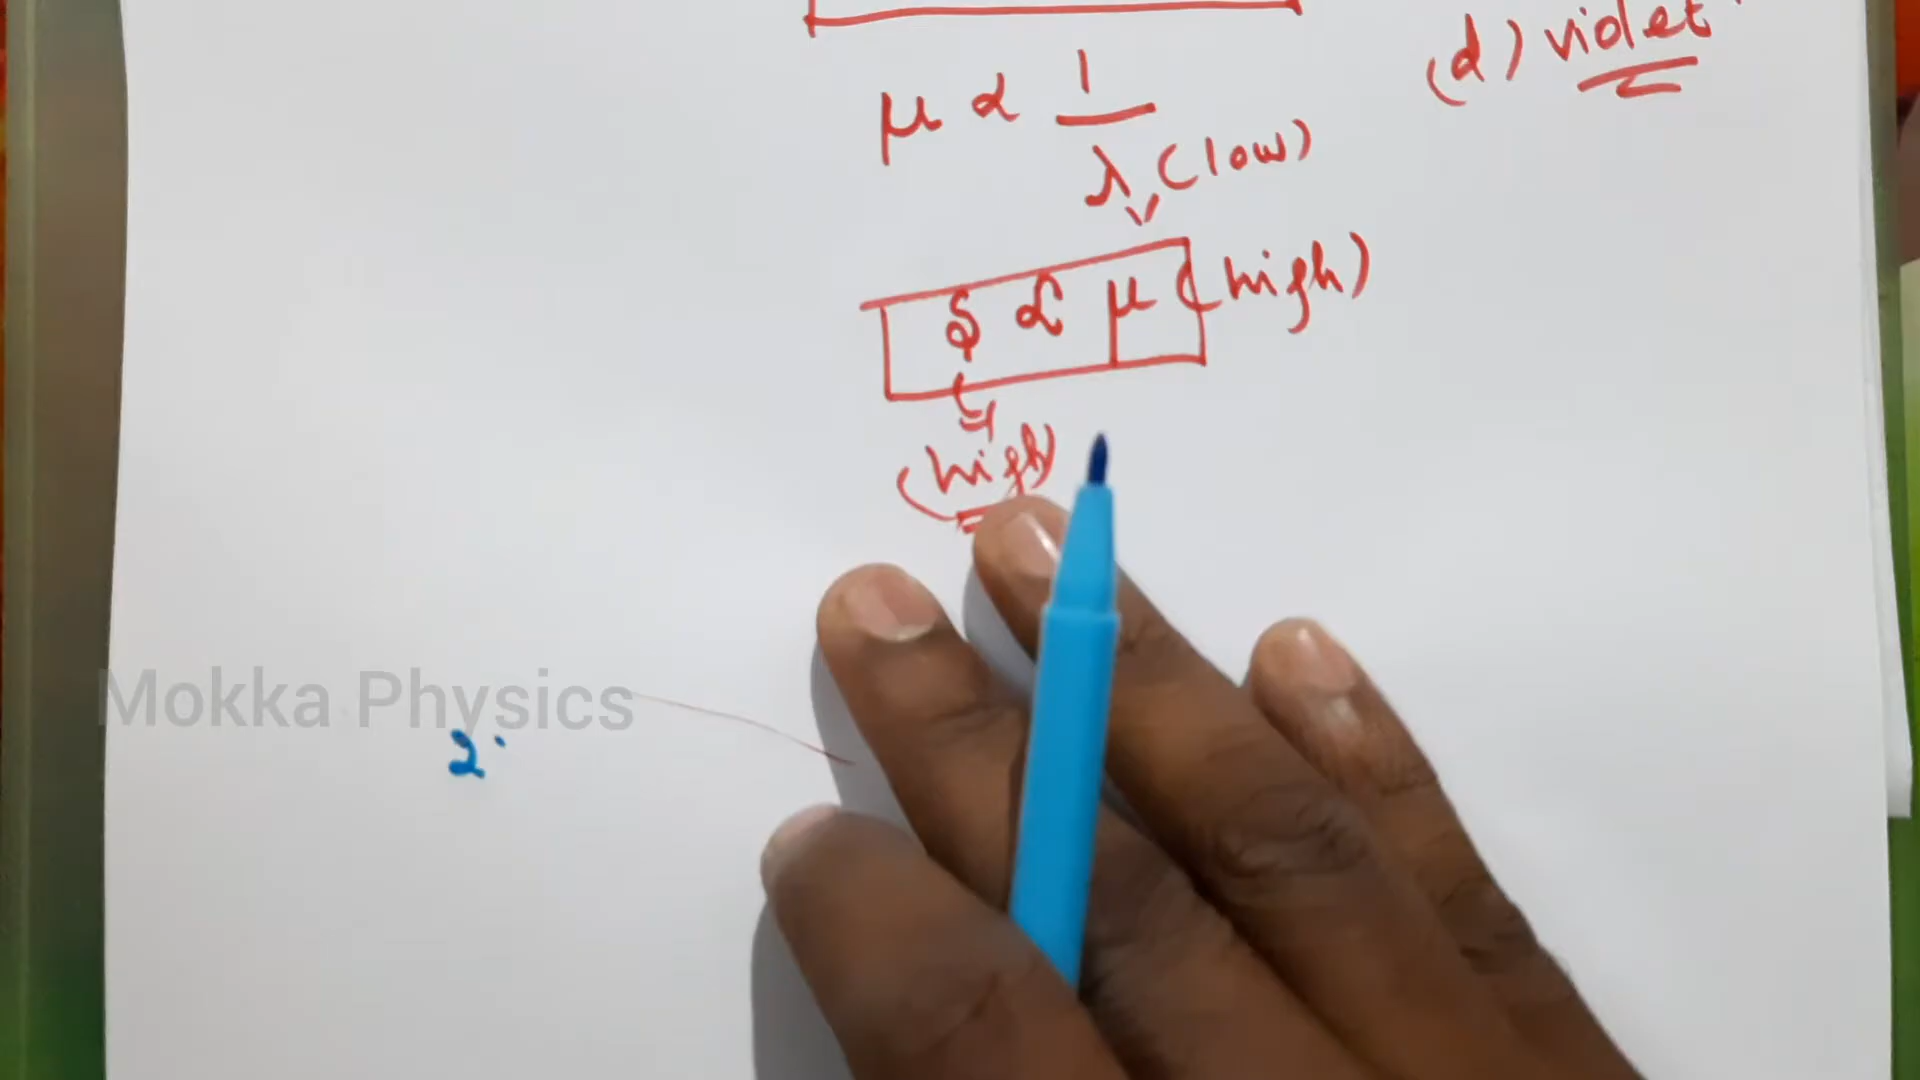 (d) violet
μ ∝ 1/λ (low)
δ ∝ μ (high)
(high)
Mokka Physics
2.